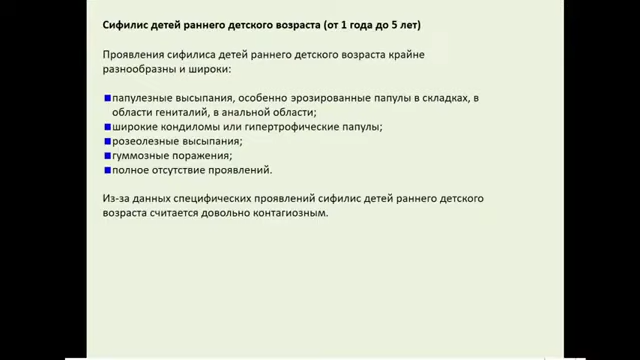 Сифилис детей раннего детского возраста (от 1 года до 5 лет)
Проявления сифилиса детей раннего детского возраста крайне
разнообразны и широки:
папулезные высыпания, особенно эрозированные папулы в складках, в
области гениталий, в анальной области;
широкие кондиломы или гипертрофические папулы;
розеолезные высыпания;
гуммозные поражения;
полное отсутствие проявлений.
Из-за данных специфических проявлений сифилис детей раннего детского
возраста считается довольно контагиозным.